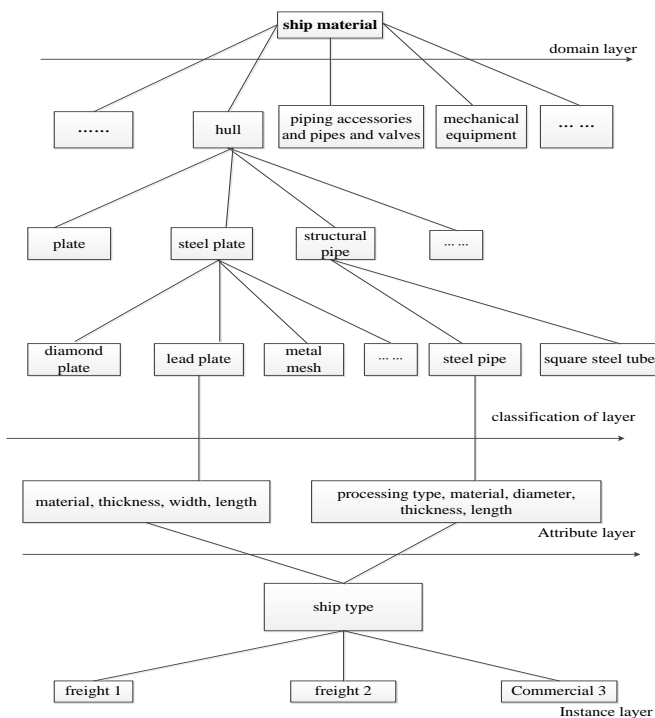 ship material
domain layer
……
hull
piping accessories
and pipes and valves
mechanical
equipment
… …
plate
steel plate
structural
pipe
… …
diamond
plate
lead plate
metal
mesh
… …
steel pipe
square steel tube
classification of layer
material, thickness, width, length
processing type, material, diameter,
thickness, length
Attribute layer
ship type
freight 1
freight 2
Commercial 3
Instance layer